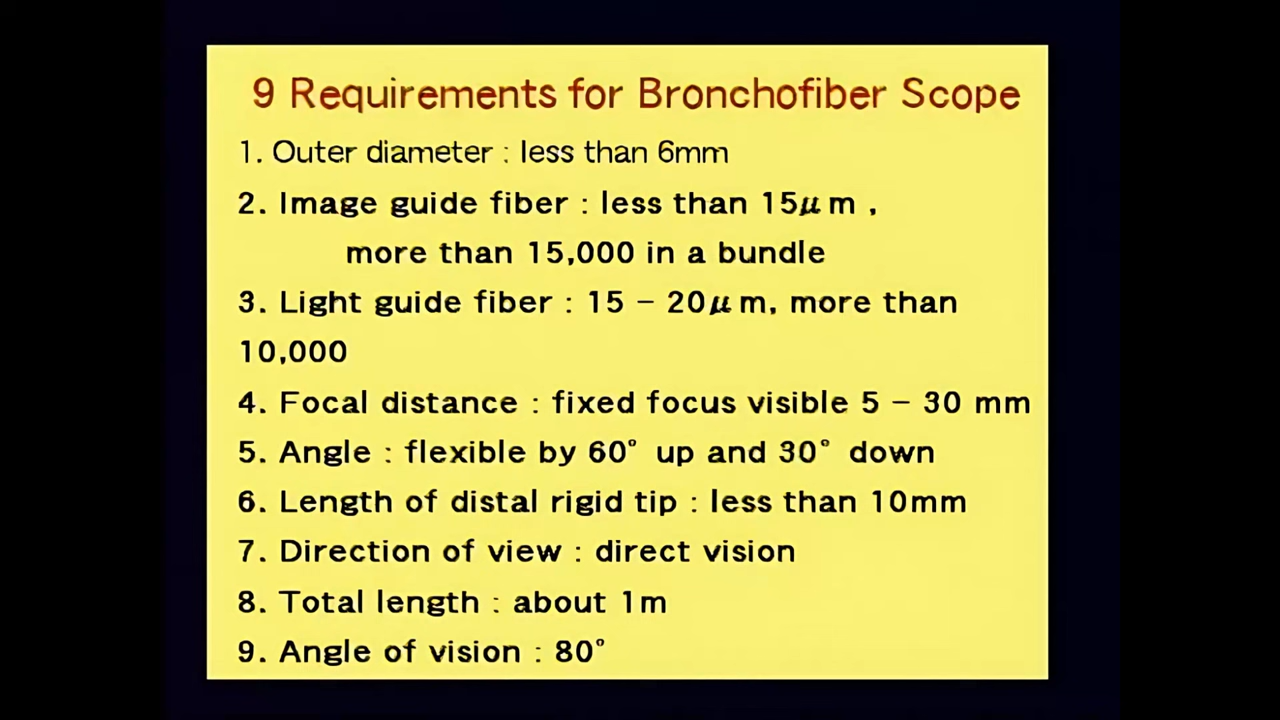 9 Requirements for Bronchofiber Scope
1. Outer diameter : less than 6mm
2. Image guide fiber : less than 15μm ,
more than 15,000 in a bundle
3. Light guide fiber : 15 – 20μm, more than
10,000
4. Focal distance : fixed focus visible 5 – 30 mm
5. Angle : flexible by 60° up and 30° down
6. Length of distal rigid tip : less than 10mm
7. Direction of view : direct vision
8. Total length : about 1m
9. Angle of vision : 80°